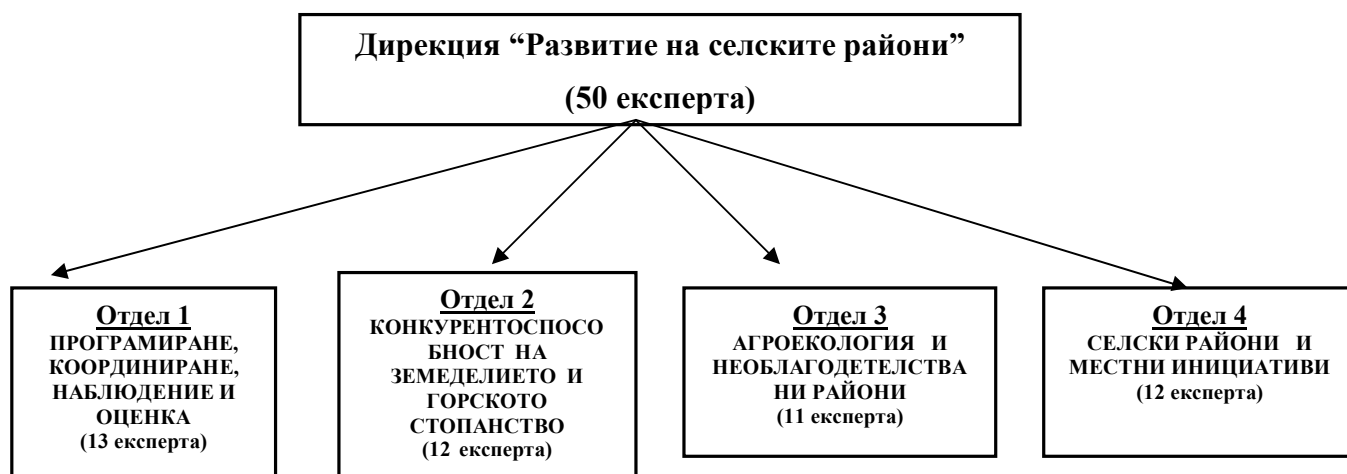 Дирекция “Развитие на селските райони”
(50 експерта)
Отдел 1
ПРОГРАМИРАНЕ,
КООРДИНИРАНЕ,
НАБЛЮДЕНИЕ И
ОЦЕНКА
(13 експерта)
Отдел 2
КОНКУРЕНТОСПОСО
БНОСТ НА
ЗЕМЕДЕЛИЕТО И
ГОРСКОТО
СТОПАНСТВО
(12 експерта)
Отдел 3
АГРОЕКОЛОГИЯ И
НЕОБЛАГОДЕТЕЛСТВА
НИ РАЙОНИ
(11 експерта)
Отдел 4
СЕЛСКИ РАЙОНИ И
МЕСТНИ ИНИЦИАТИВИ
(12 експерта)